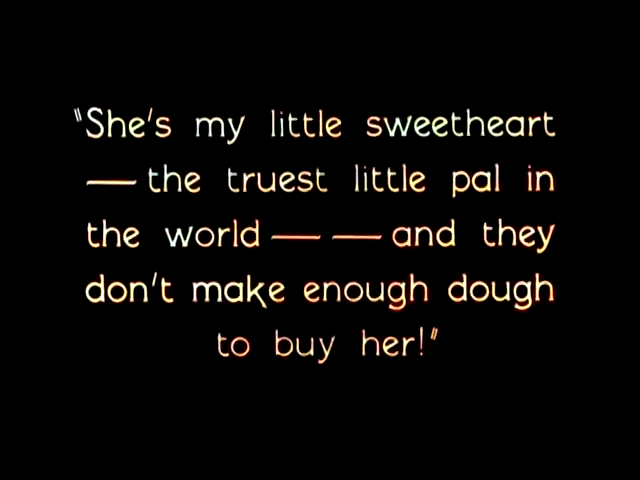 "She's my little sweetheart
— the truest little pal in
the world — — and they
don't make enough dough
to buy her!"